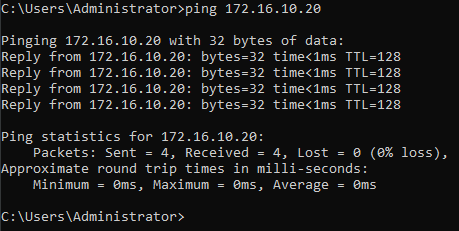 C:\Users\Administrator>ping 172.16.10.20
Pinging 172.16.10.20 with 32 bytes of data:
Reply from 172.16.10.20: bytes=32 time<1ms TTL=128
Reply from 172.16.10.20: bytes=32 time<1ms TTL=128
Reply from 172.16.10.20: bytes=32 time<1ms TTL=128
Reply from 172.16.10.20: bytes=32 time<1ms TTL=128
Ping statistics for 172.16.10.20:
    Packets: Sent = 4, Received = 4, Lost = 0 (0% loss),
Approximate round trip times in milli-seconds:
    Minimum = 0ms, Maximum = 0ms, Average = 0ms
C:\Users\Administrator>